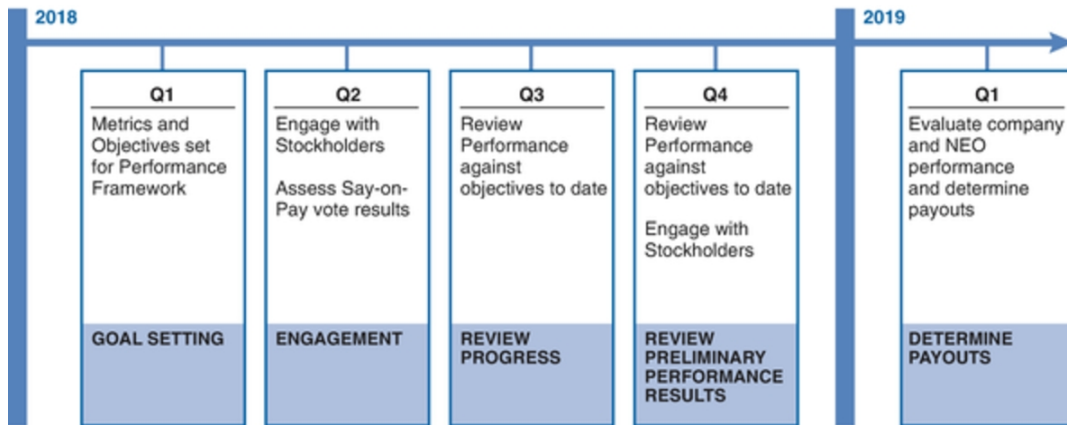 2018
2019
Q1
Metrics and
Objectives set
for Performance
Framework
GOAL SETTING
Q2
Engage with
Stockholders
Assess Say-on-
Pay vote results
ENGAGEMENT
Q3
Review
Performance
against
objectives to date
REVIEW
PROGRESS
Q4
Review
Performance
against
objectives to date
Engage with
Stockholders
REVIEW
PRELIMINARY
PERFORMANCE
RESULTS
Q1
Evaluate company
and NEO
performance
and determine
payouts
DETERMINE
PAYOUTS